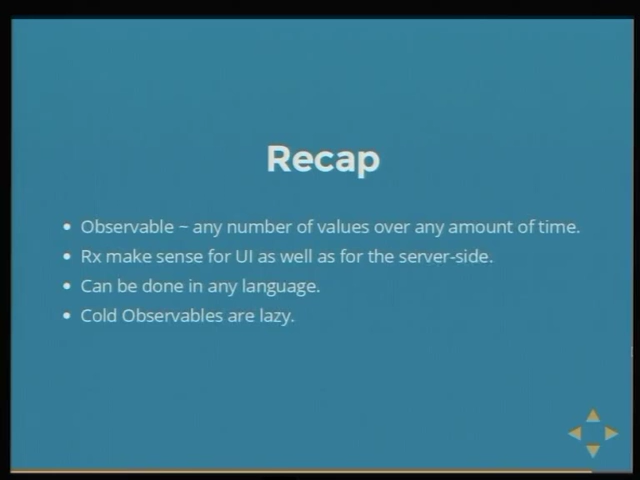 Recap
Observable ~ any number of values over any amount of time.
Rx make sense for UI as well as for the server-side.
Can be done in any language.
Cold Observables are lazy.